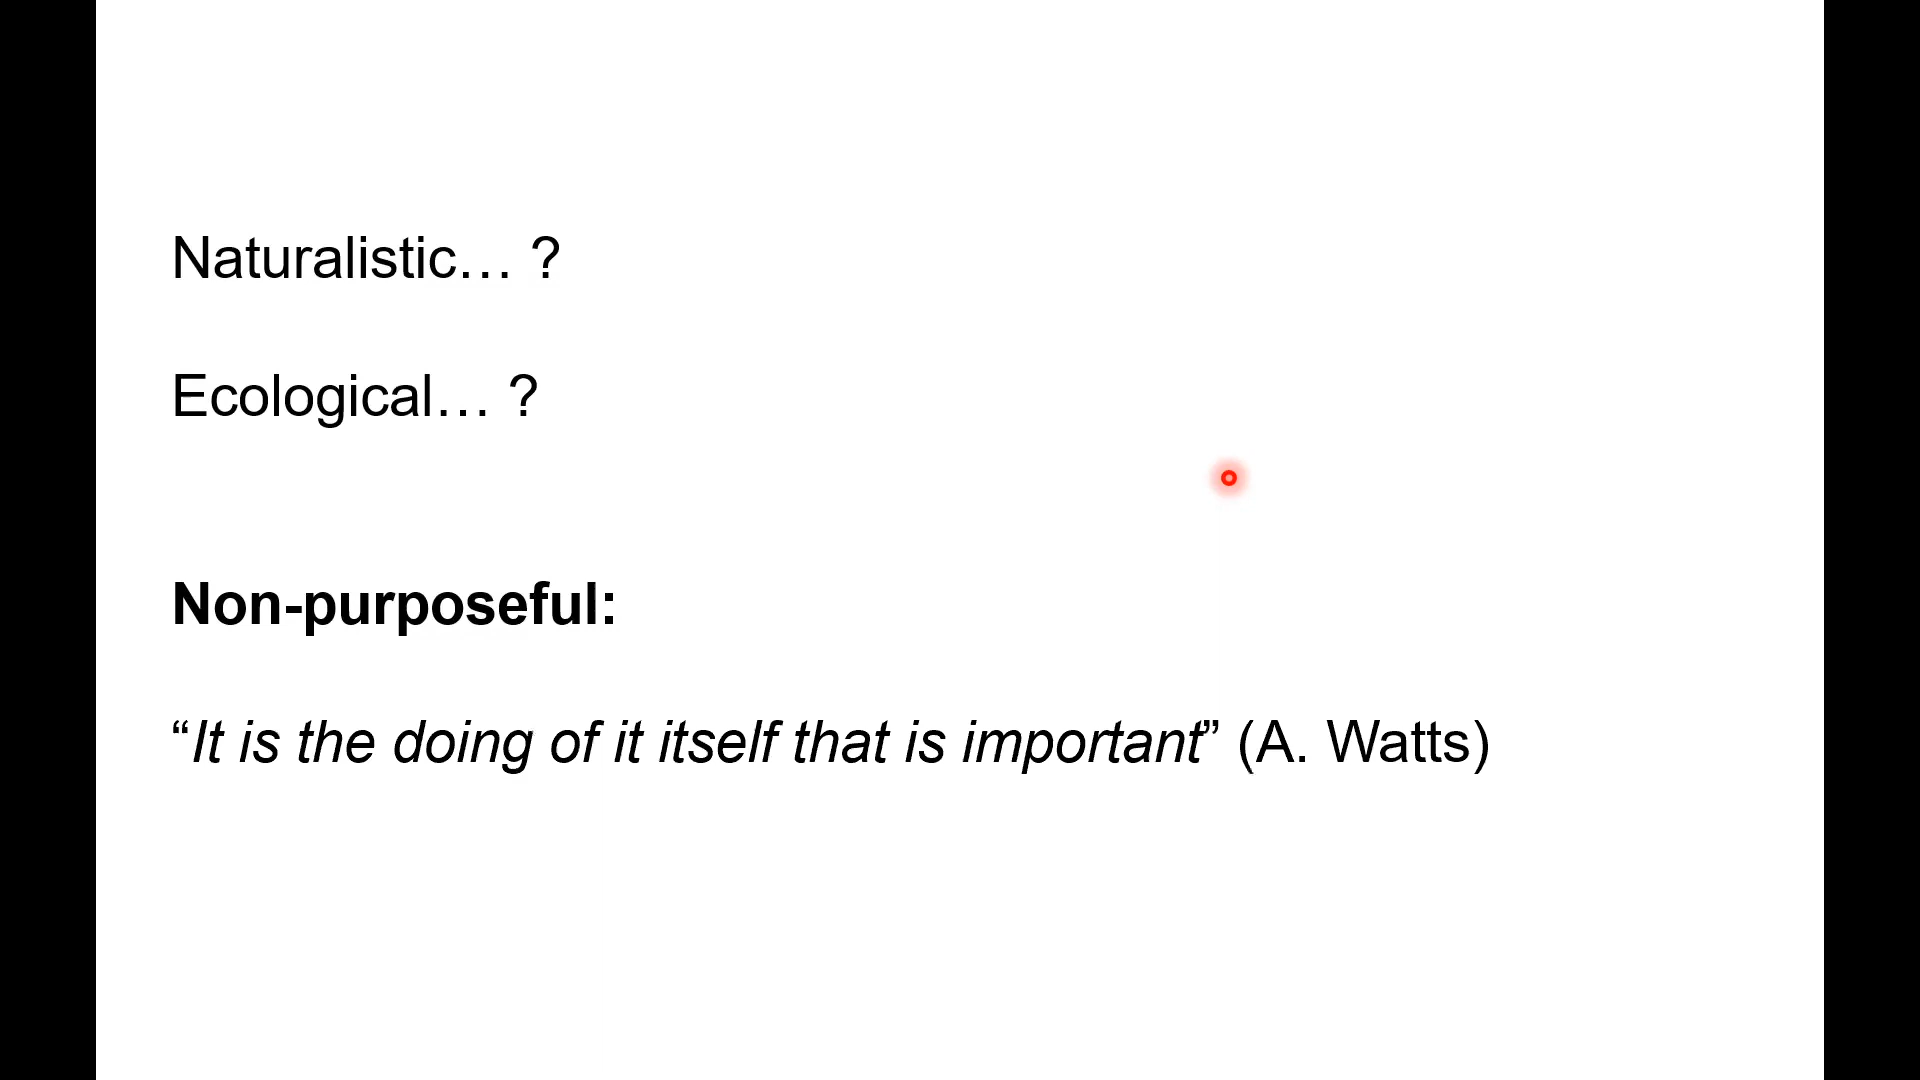 Naturalistic… ?
Ecological… ?
Non-purposeful:
“It is the doing of it itself that is important” (A. Watts)